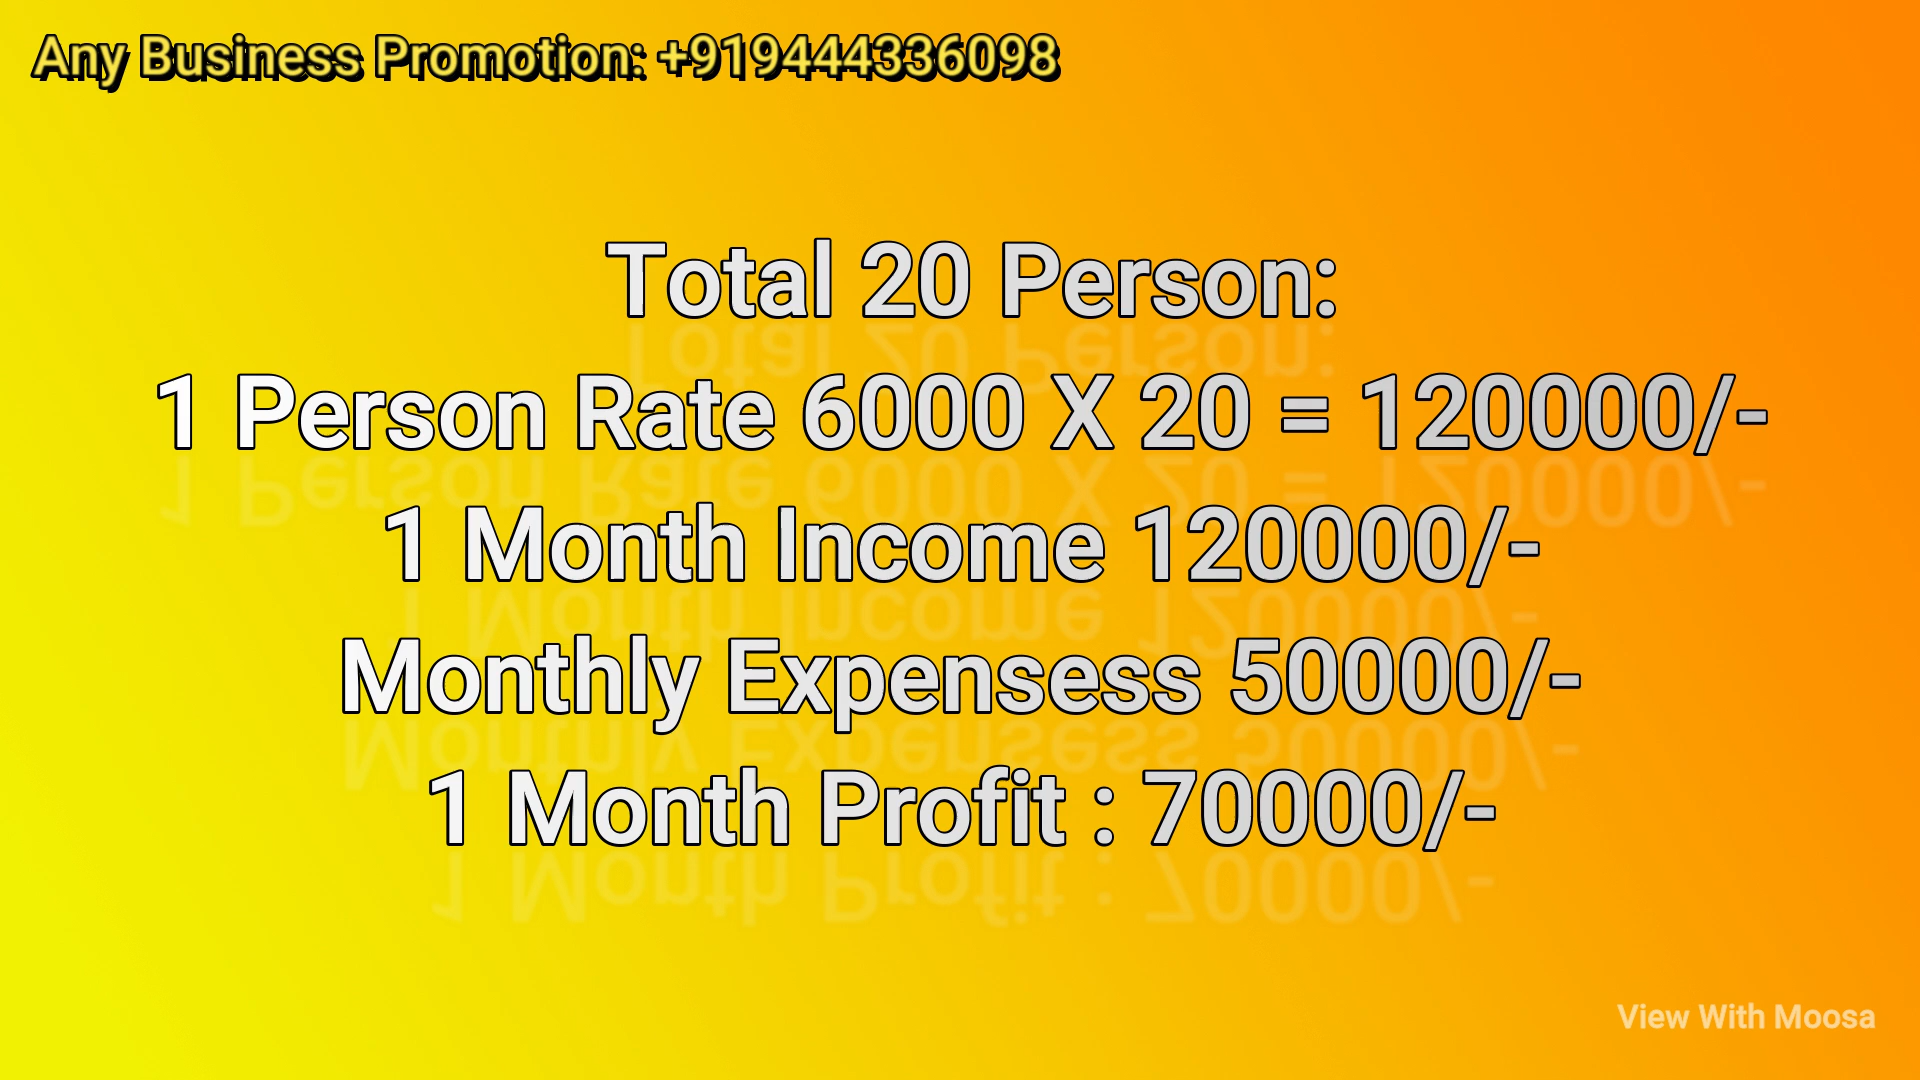 Any Business Promotion: +919444336098
Total 20 Person:
1 Person Rate 6000 X 20 = 120000/-
1 Month Income 120000/-
Monthly Expensess 50000/-
1 Month Profit : 70000/-
View With Moosa